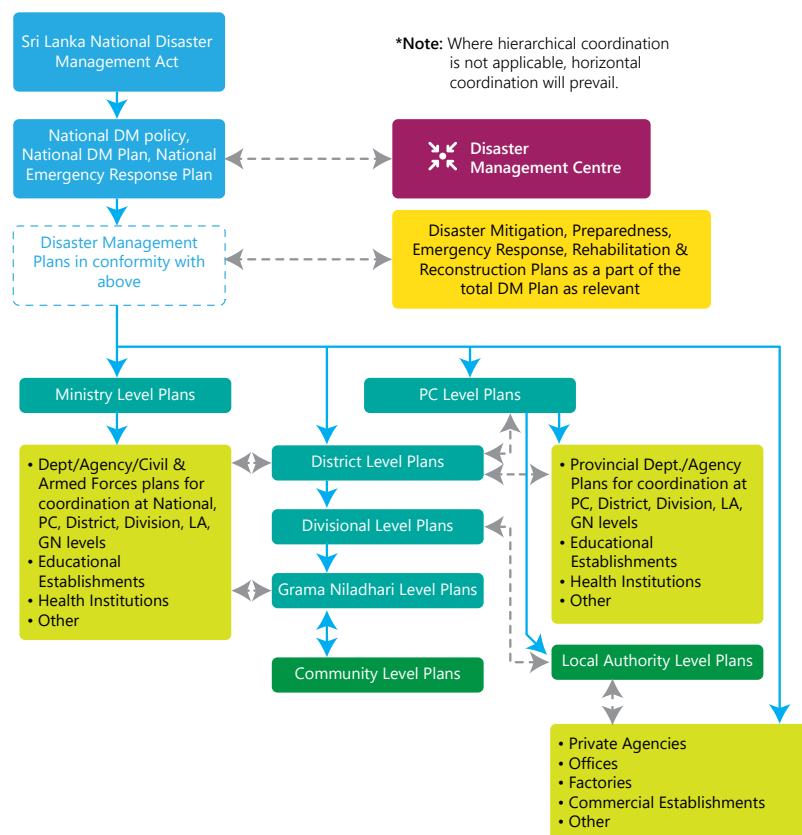 Sri Lanka National Disaster
Management Act
*Note: Where hierarchical coordination
is not applicable, horizontal
coordination will prevail.
National DM policy,
National DM Plan, National
Emergency Response Plan
Disaster
Management Centre
Disaster Management
Plans in conformity with
above
Disaster Mitigation, Preparedness,
Emergency Response, Rehabilitation &
Reconstruction Plans as a part of the
total DM Plan as relevant
Ministry Level Plans
PC Level Plans
• Dept/Agency/Civil &
Armed Forces plans for
coordination at National,
PC, District, Division, LA,
GN levels
• Educational
Establishments
• Health Institutions
• Other
District Level Plans
Divisional Level Plans
Grama Niladhari Level Plans
Community Level Plans
• Provincial Dept./Agency
Plans for coordination at
PC, District, Division, LA,
GN levels
• Educational
Establishments
• Health Institutions
• Other
Local Authority Level Plans
• Private Agencies
• Offices
• Factories
• Commercial Establishments
• Other